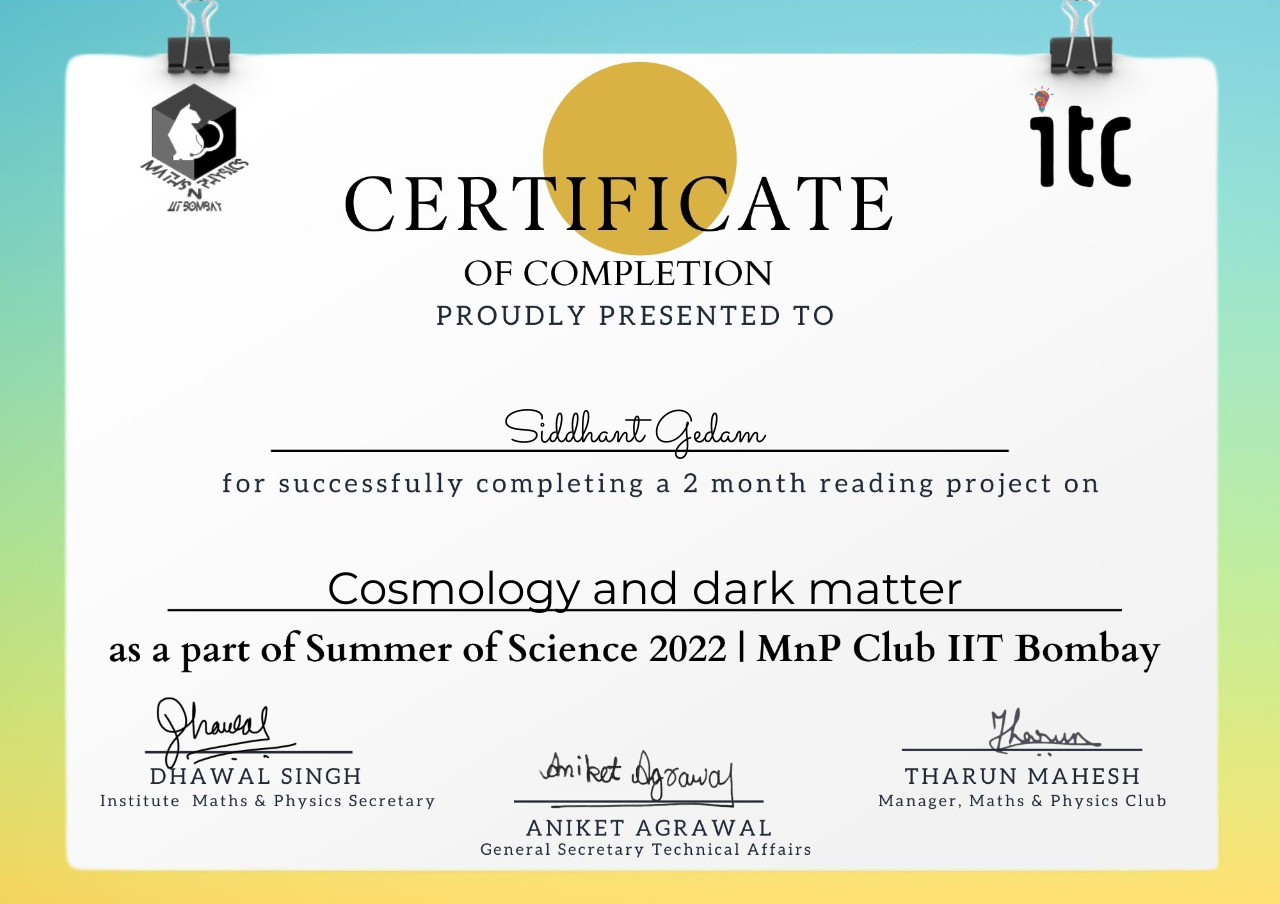 MATHS N PHYSICS
IIT BOMBAY
itc
CERTIFICATE
OF COMPLETION
PROUDLY PRESENTED TO
Siddhant Gedam
for successfully completing a 2 month reading project on
Cosmology and dark matter
as a part of Summer of Science 2022 | MnP Club IIT Bombay
Dhawal
DHAWAL SINGH
Institute Maths & Physics Secretary
Aniket Agrawal
ANIKET AGRAWAL
General Secretary Technical Affairs
Tharun
THARUN MAHESH
Manager, Maths & Physics Club